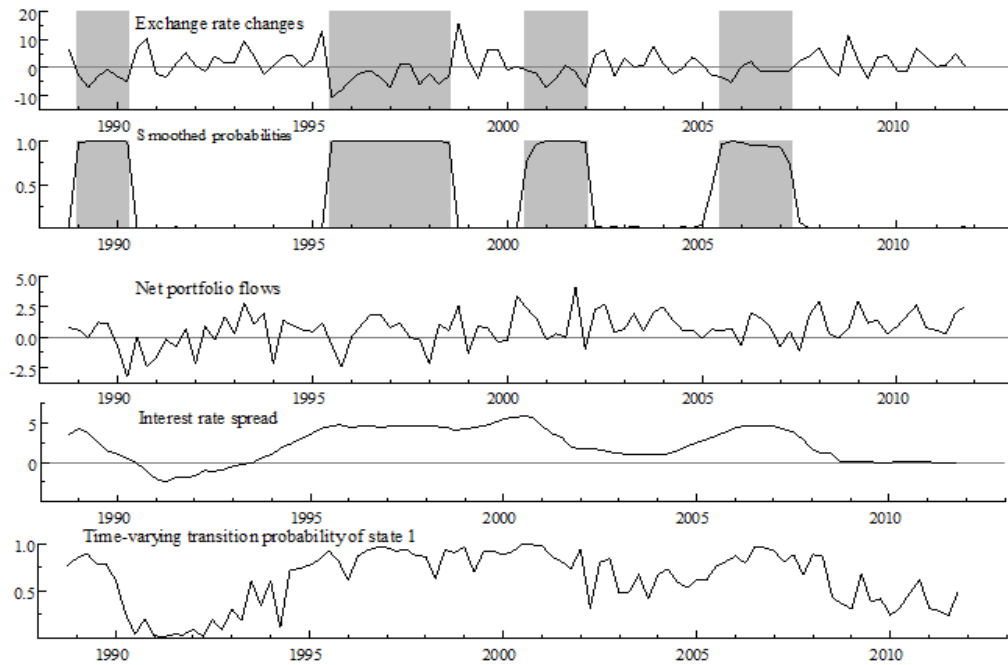 20
Exchange rate changes
10
0
-10
1990 1995 2000 2005 2010
Smoothed probabilities
1.0
0.5
1990 1995 2000 2005 2010
5.0
Net portfolio flows
2.5
0.0
-2.5
1990 1995 2000 2005 2010
Interest rate spread
5
0
1990 1995 2000 2005 2010
Time-varying transition probability of state 1
1.0
0.5
1990 1995 2000 2005 2010